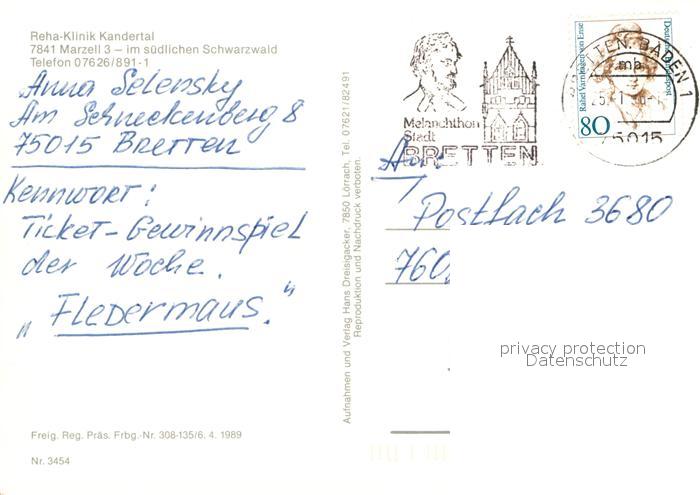 Reha-Klinik Kandertal
7841 Marzell 3 – im südlichen Schwarzwald
Telefon 07626/891-1
Anna Selensky
Am Schneckenberg 8
75015 Bretten
Kennwort:
Ticket-Gewinnspiel
der Woche.
„Fledermaus."
Freig. Reg. Präs. Frbg.-Nr. 308-135/6. 4. 1989
Nr. 3454
Aufnahmen und Verlag Hans Dreisigacker, 7850 Lörrach, Tel. 07621/82491
Reproduktion und Nachdruck verboten.
Melanchthon
Stadt
BRETTEN
BRETTEN, BADEN 1
mb
75015
Deutsche Bundespost
Rahel Varnhagen von Ense
80
An:
Postfach 3680
760
privacy protection
Datenschutz